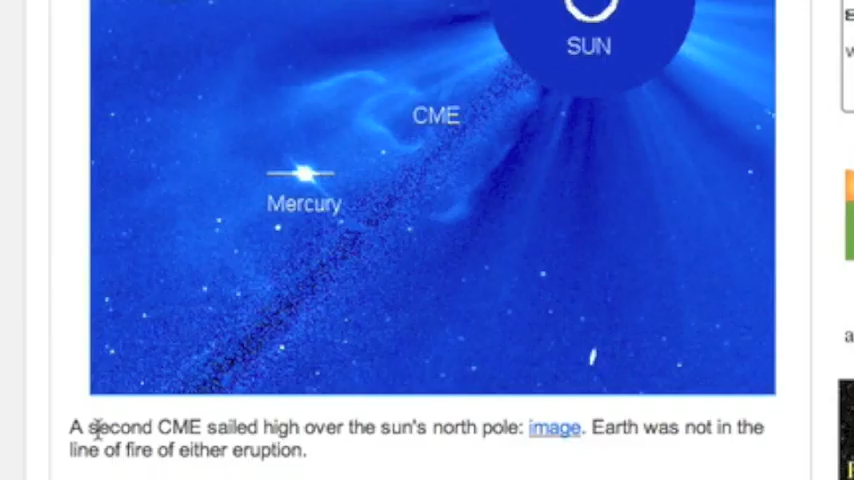 SUN
CME
Mercury
A second CME sailed high over the sun's north pole: image. Earth was not in the
line of fire of either eruption.